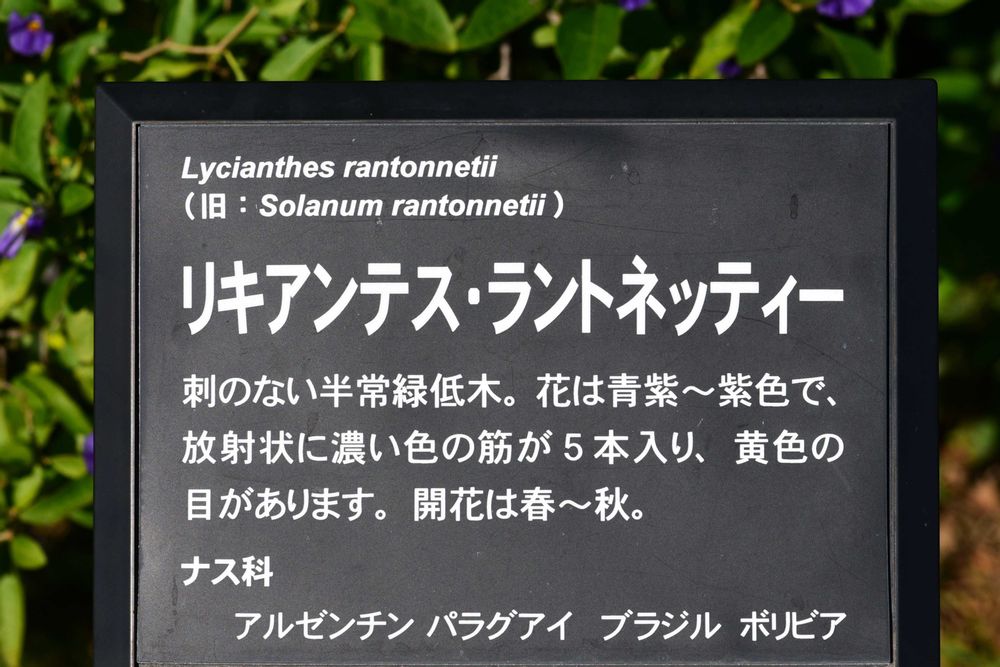 Lycianthes rantonnetii
（旧：Solanum rantonnetii）
リキアンテス・ラントネッティー
刺のない半常緑低木。花は青紫～紫色で、
放射状に濃い色の筋が5本入り、黄色の
目があります。開花は春～秋。
ナス科
アルゼンチン パラグアイ ブラジル ボリビア